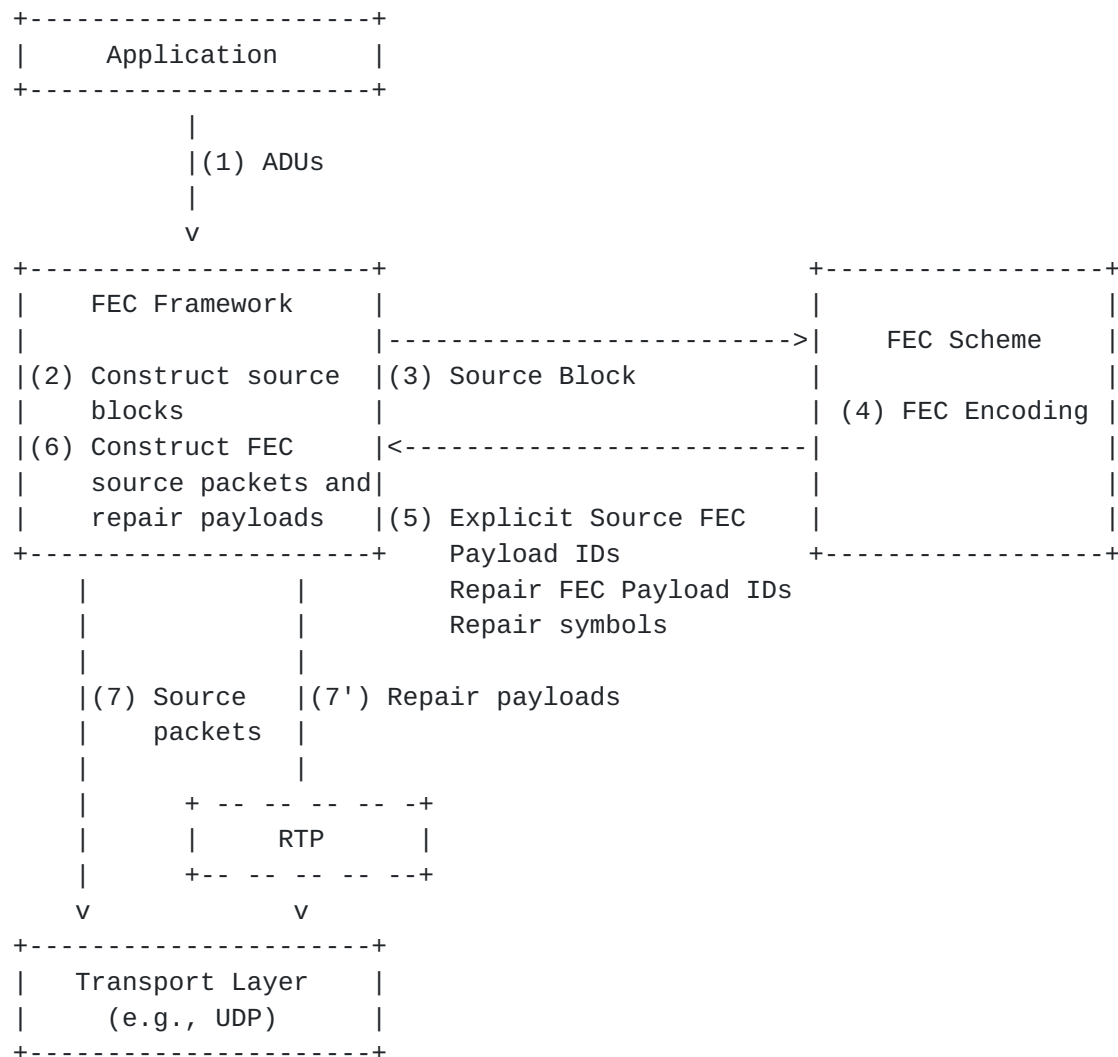 Application
(1) ADUs
FEC Framework
FEC Scheme
(2) Construct source
blocks
(3) Source Block
(4) FEC Encoding
(6) Construct FEC
source packets and
repair payloads
(5) Explicit Source FEC
Payload IDs
Repair FEC Payload IDs
Repair symbols
(7) Source
packets
(7') Repair payloads
RTP
Transport Layer
(e.g., UDP)